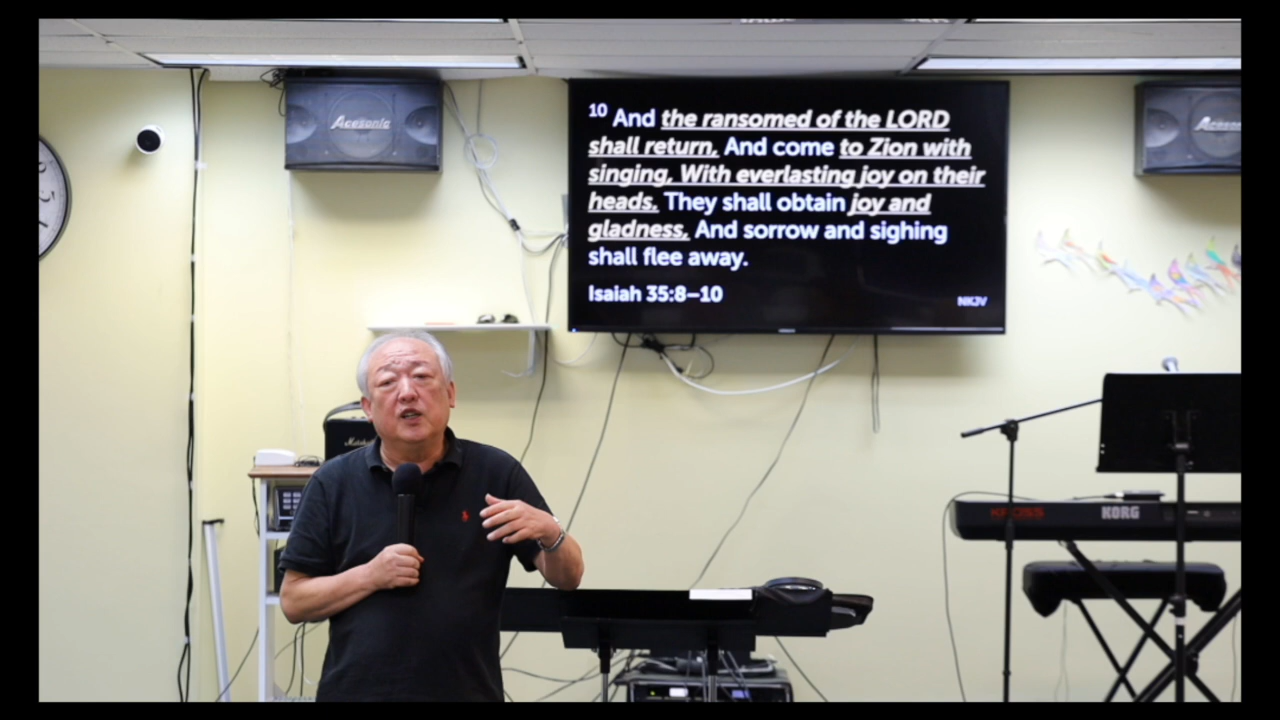 Acesonic
10 And the ransomed of the LORD
shall return, And come to Zion with
singing, With everlasting joy on their
heads. They shall obtain joy and
gladness, And sorrow and sighing
shall flee away.
Isaiah 35:8–10
NKJV
Marshall
KROSS
KORG